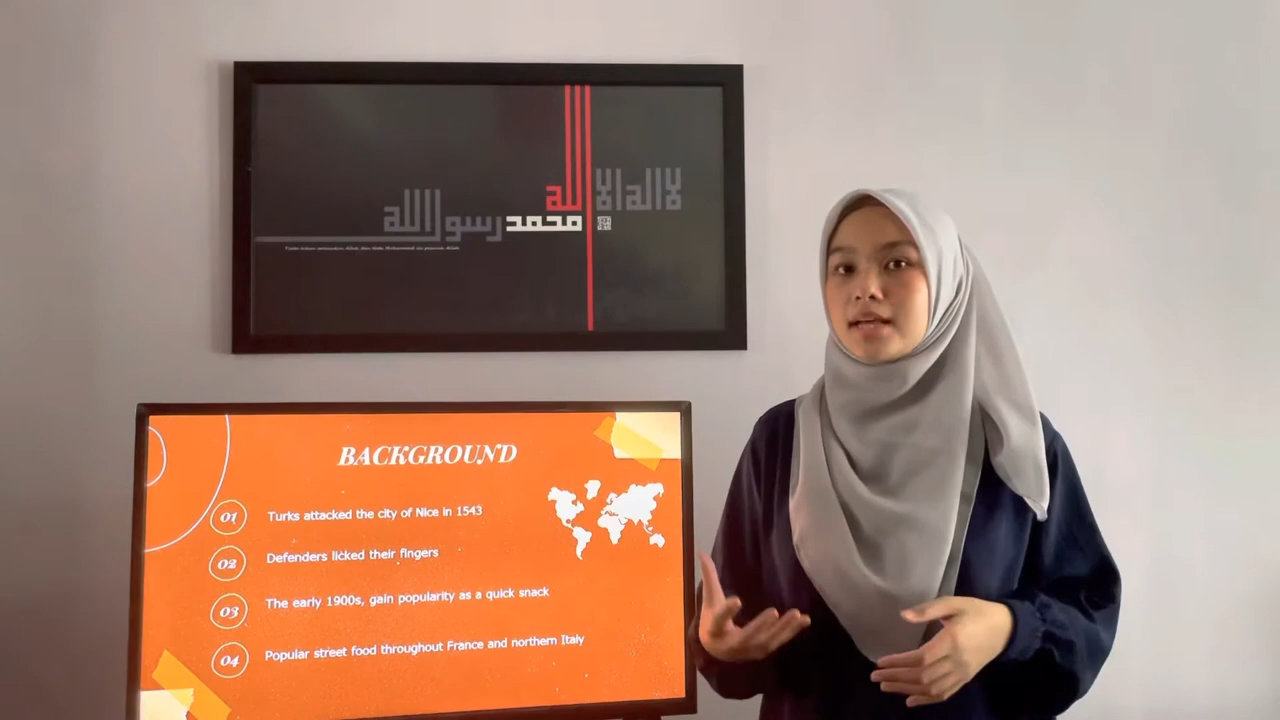 لا اله الا الله
محمد رسول الله
BACKGROUND
01 Turks attacked the city of Nice in 1543
02 Defenders licked their fingers
03 The early 1900s, gain popularity as a quick snack
04 Popular street food throughout France and northern Italy